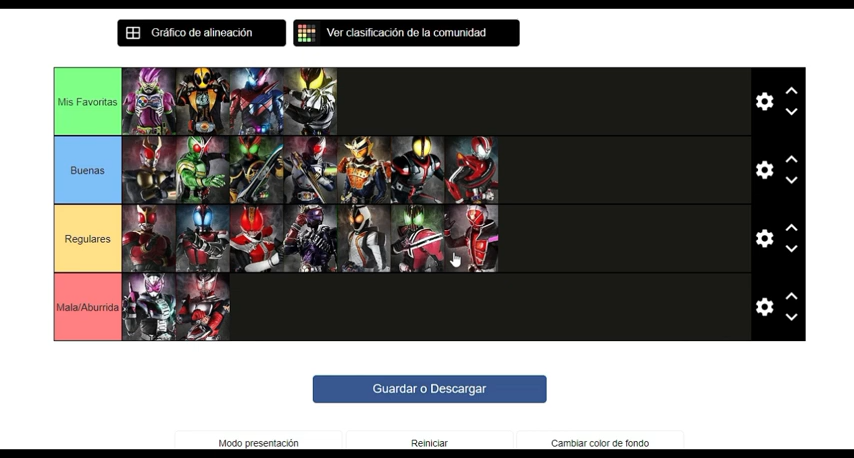 Gráfico de alineación
Ver clasificación de la comunidad
Mis Favoritas
Buenas
Regulares
Mala/Aburrida
Guardar o Descargar
Modo presentación
Reiniciar
Cambiar color de fondo